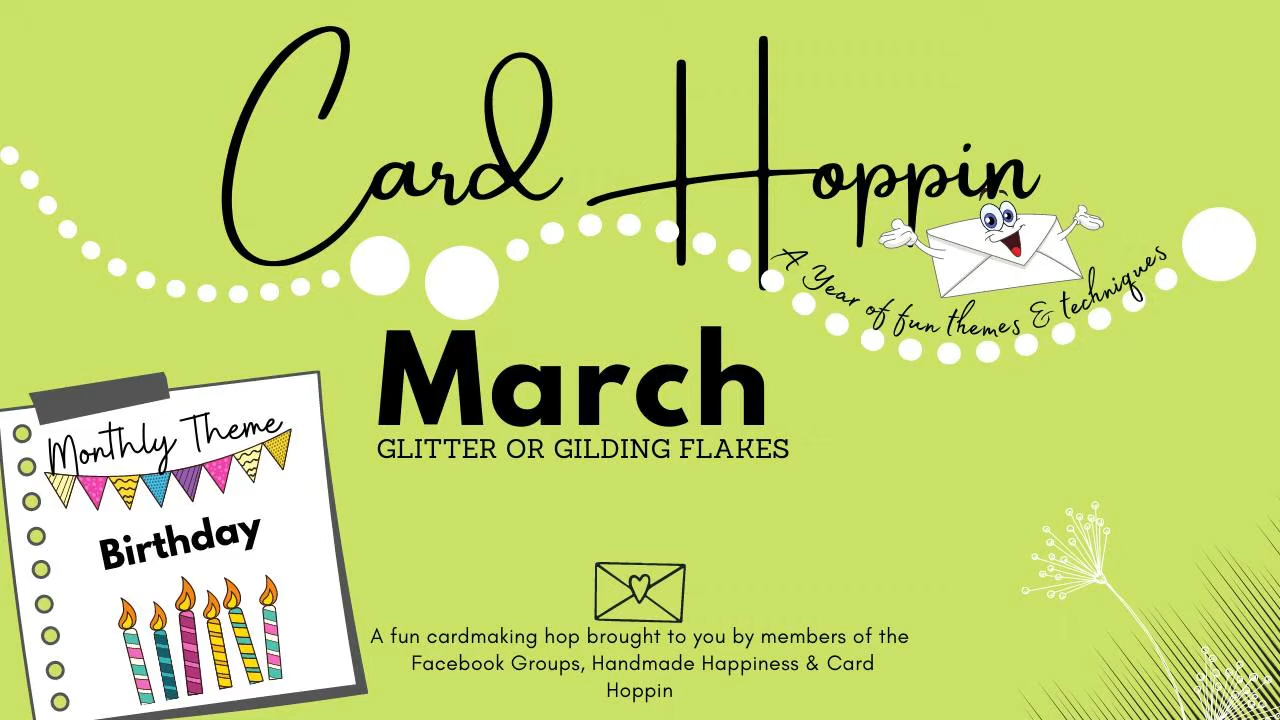 Card Hoppin
A Year of fun themes & techniques
March
GLITTER OR GILDING FLAKES
Monthly Theme
Birthday
A fun cardmaking hop brought to you by members of the
Facebook Groups, Handmade Happiness & Card
Hoppin